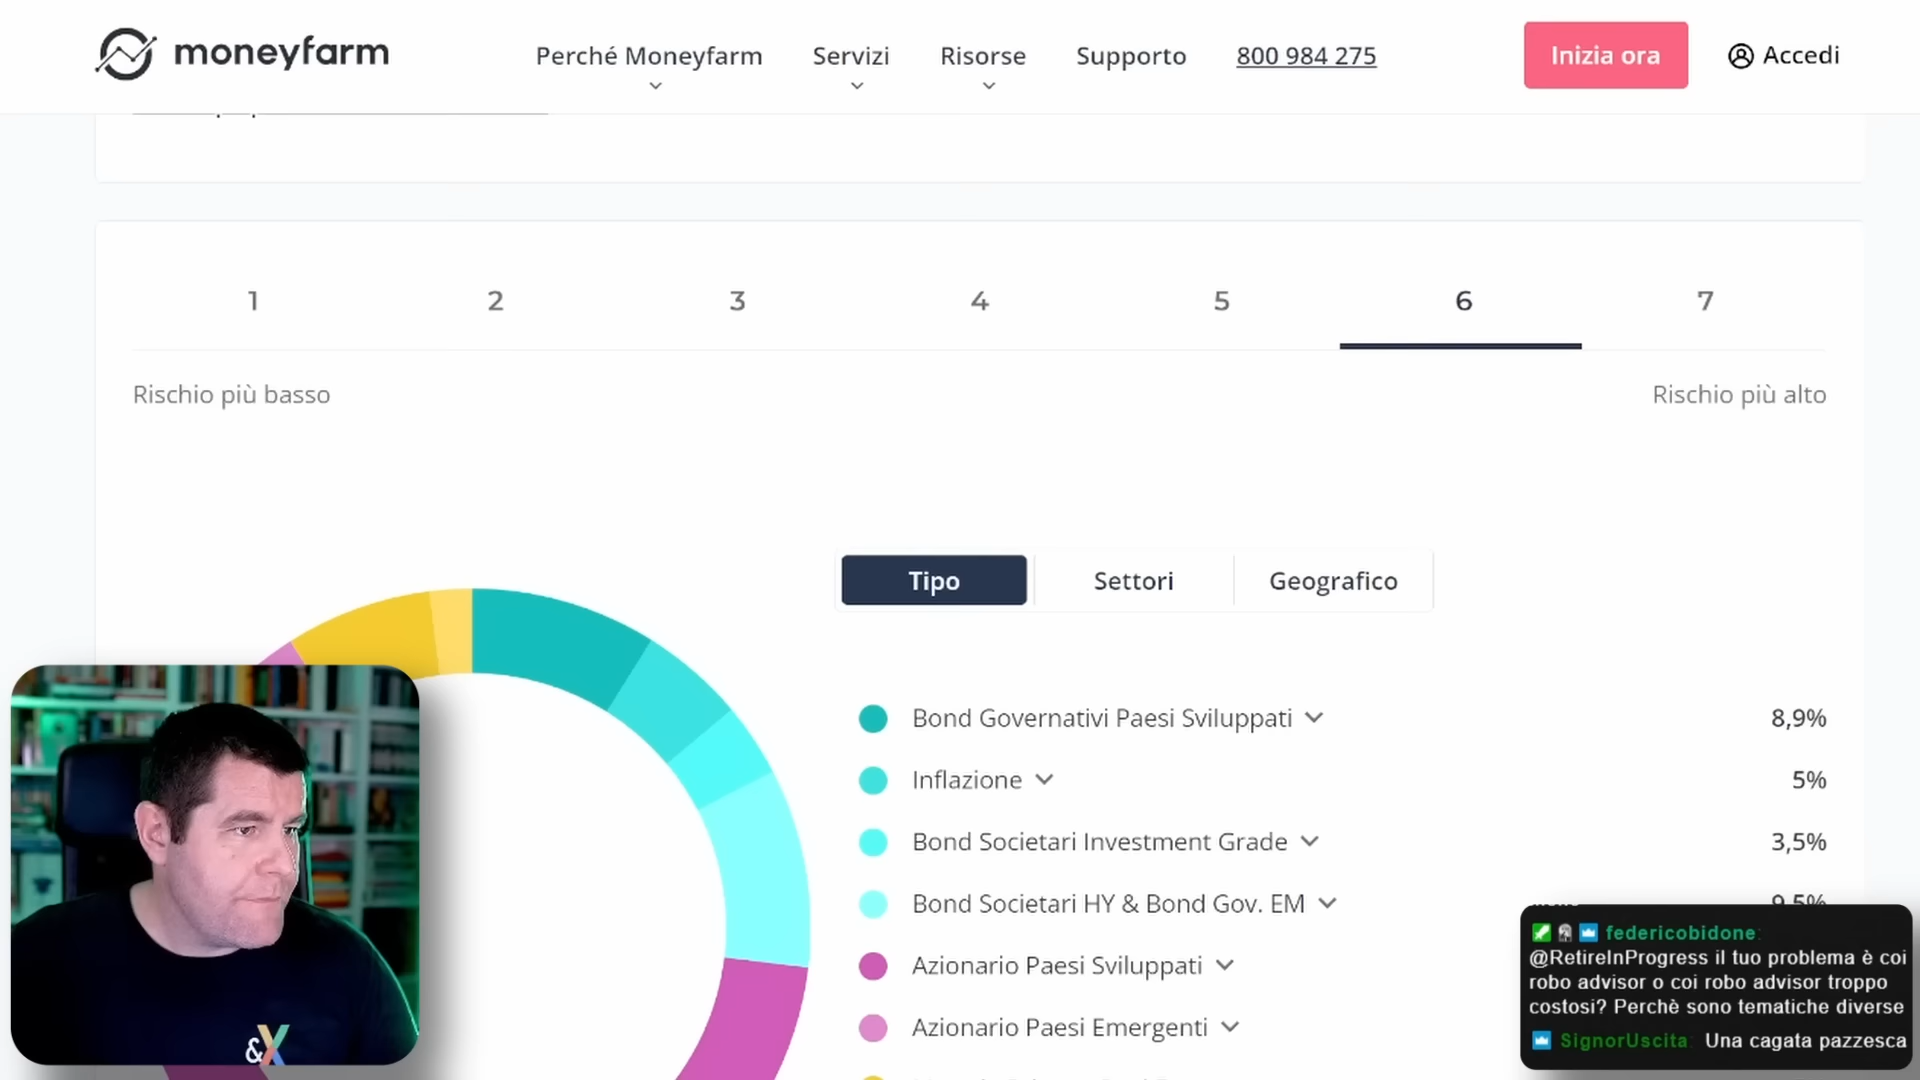 moneyfarm
Perché Moneyfarm
Servizi
Risorse
Supporto
800 984 275
Inizia ora
Accedi
1
2
3
4
5
6
7
Rischio più basso
Rischio più alto
Tipo
Settori
Geografico
Bond Governativi Paesi Sviluppati
8,9%
Inflazione
5%
Bond Societari Investment Grade
3,5%
Bond Societari HY & Bond Gov. EM
9,5%
Azionario Paesi Sviluppati
Azionario Paesi Emergenti
federicobidone:
@RetireInProgress il tuo problema è coi
robo advisor o coi robo advisor troppo
costosi? Perchè sono tematiche diverse
SignorUscita: Una cagata pazzesca
&X